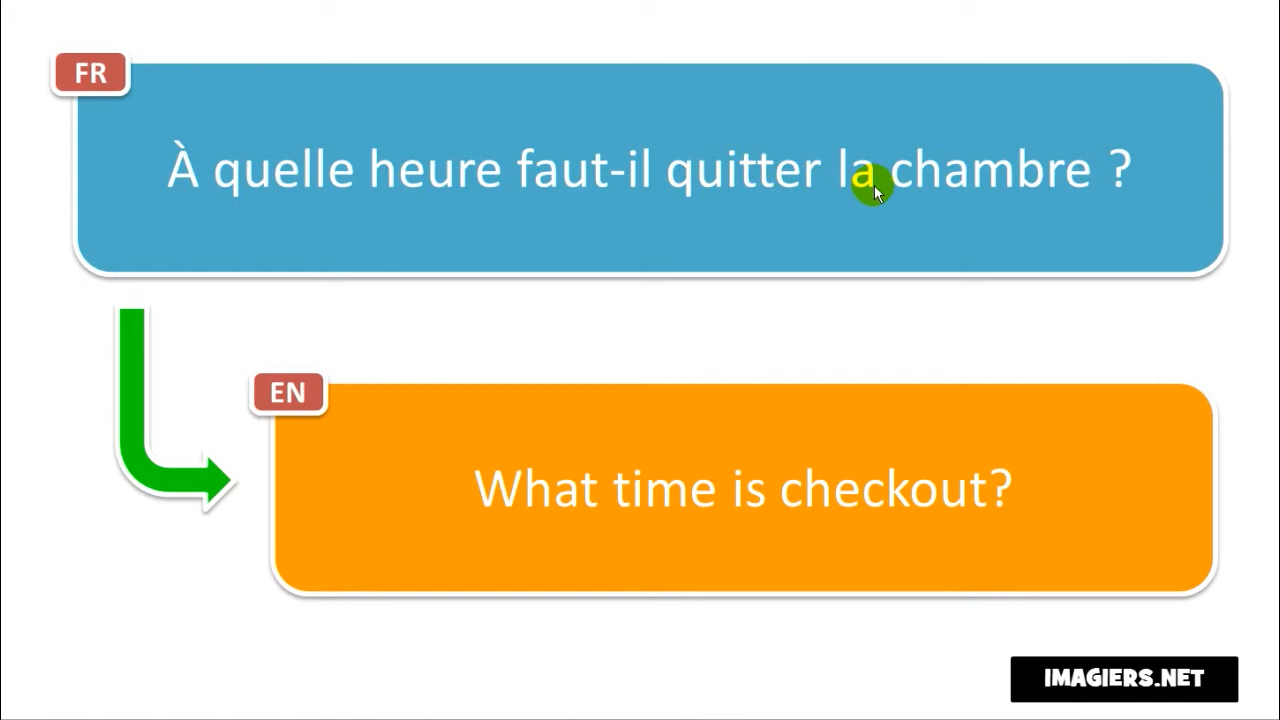 FR
À quelle heure faut-il quitter la chambre ?
EN
What time is checkout?
IMAGIERS.NET